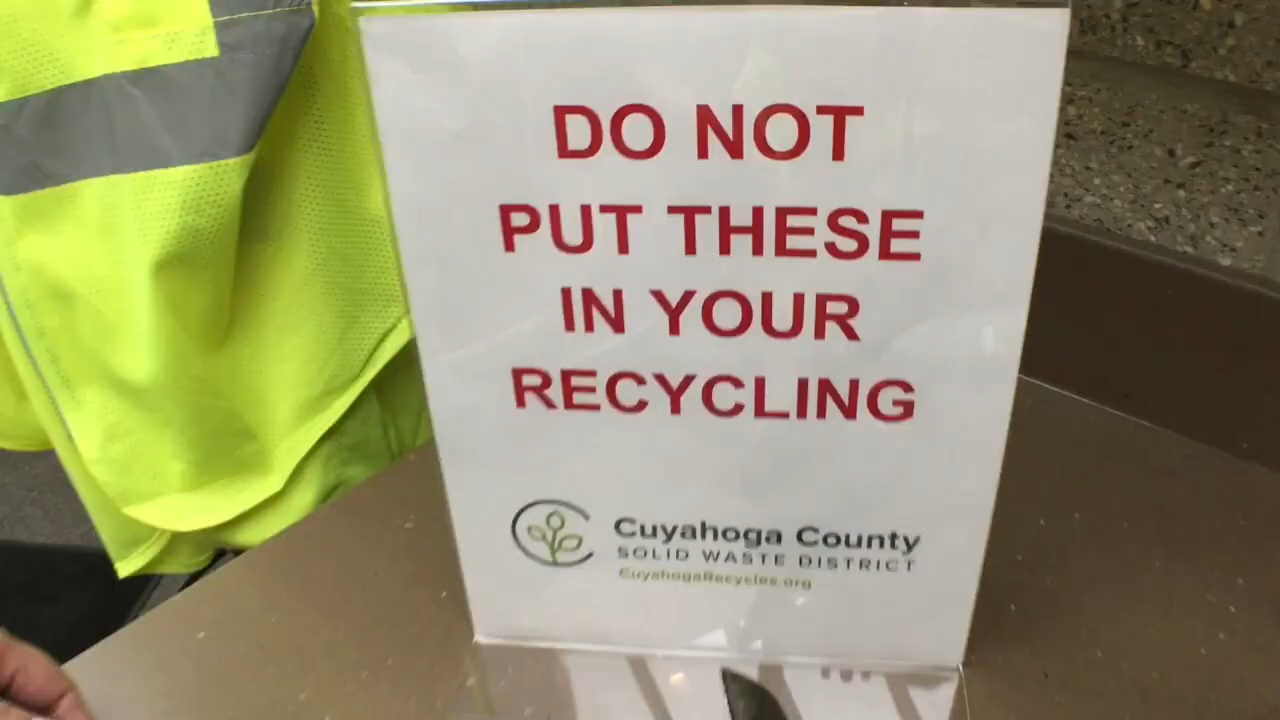 DO NOT
PUT THESE
IN YOUR
RECYCLING
Cuyahoga County
SOLID WASTE DISTRICT
CuyahogaRecycles.org